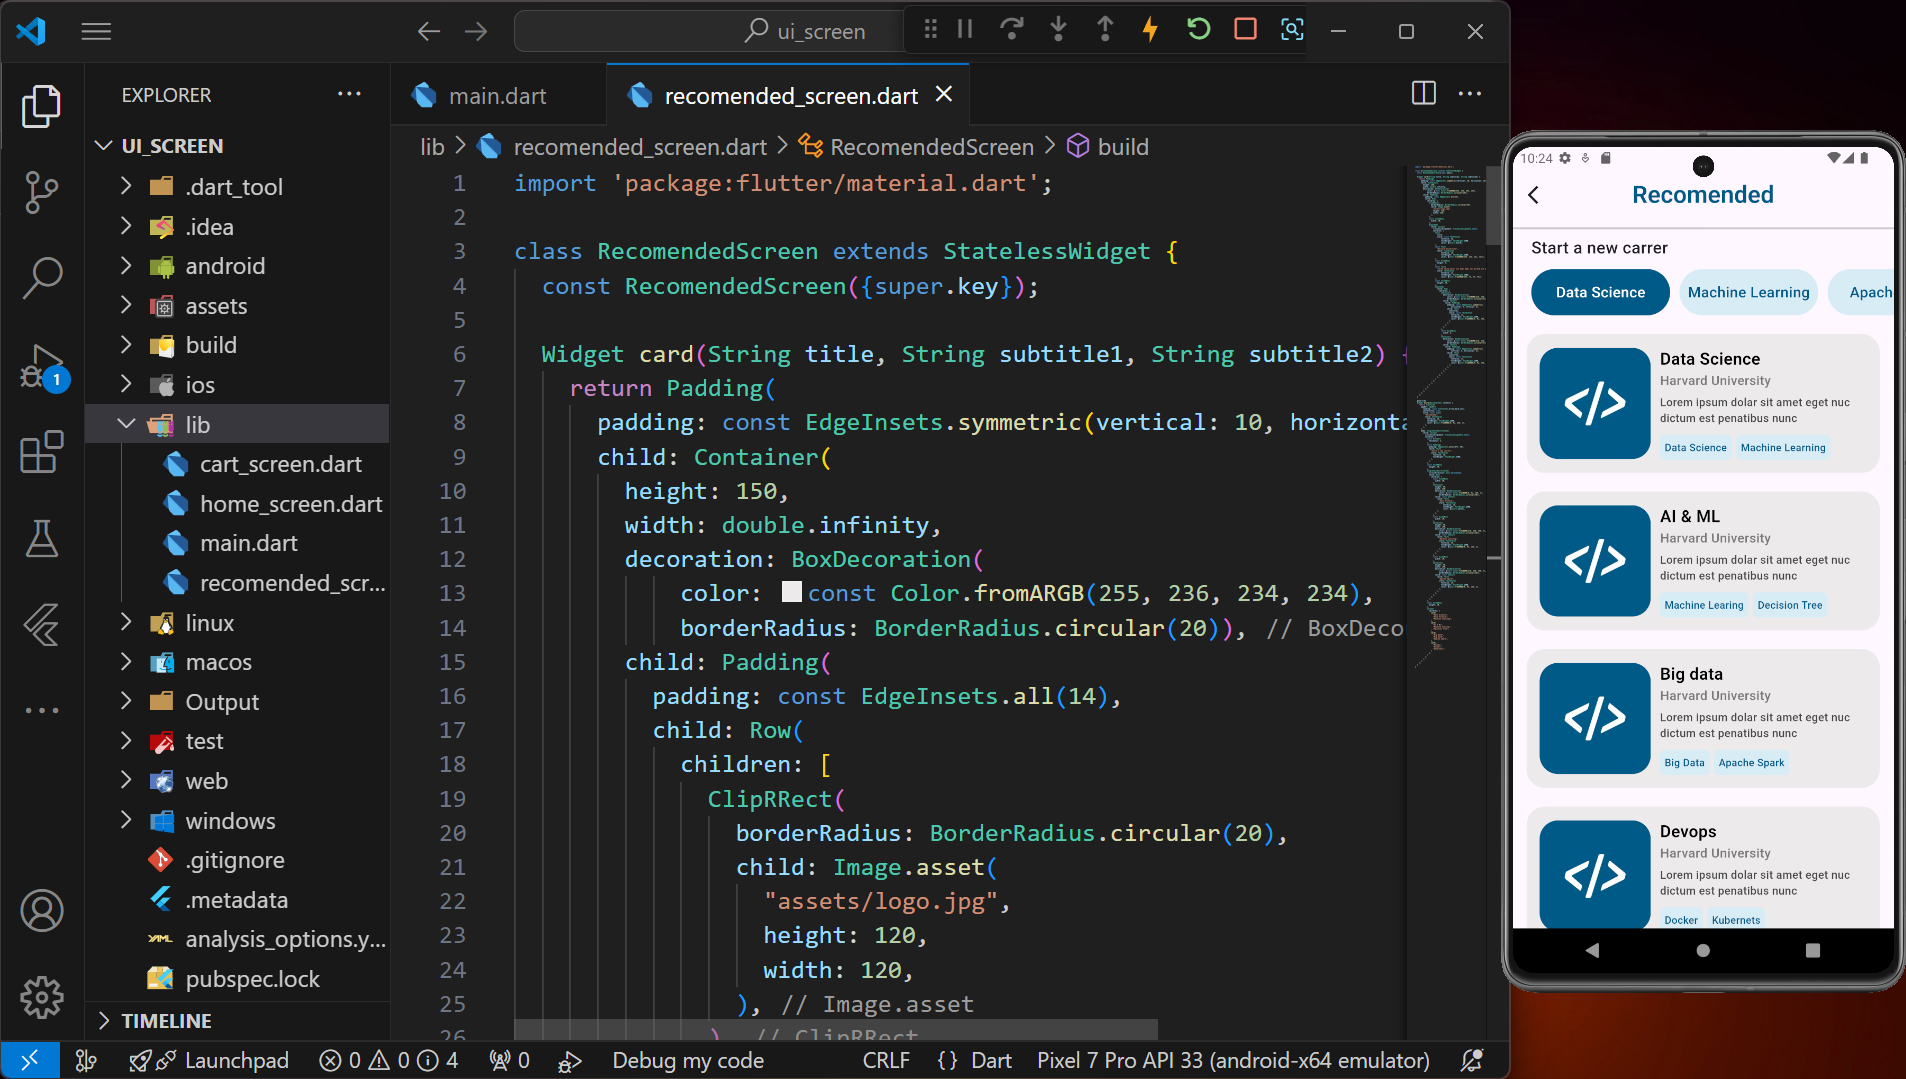 ui_screen
EXPLORER
UI_SCREEN
.dart_tool
.idea
android
assets
build
ios
lib
cart_screen.dart
home_screen.dart
main.dart
recomended_scr...
linux
macos
Output
test
web
windows
.gitignore
.metadata
analysis_options.y...
pubspec.lock
TIMELINE
1
main.dart
recomended_screen.dart
lib > recomended_screen.dart > RecomendedScreen > build
1 import 'package:flutter/material.dart';
2
3 class RecomendedScreen extends StatelessWidget {
4 const RecomendedScreen({super.key});
5
6 Widget card(String title, String subtitle1, String subtitle2) {
7 return Padding(
8 padding: const EdgeInsets.symmetric(vertical: 10, horizonta
9 child: Container(
10 height: 150,
11 width: double.infinity,
12 decoration: BoxDecoration(
13 color: const Color.fromARGB(255, 236, 234, 234),
14 borderRadius: BorderRadius.circular(20)), // BoxDeco
15 child: Padding(
16 padding: const EdgeInsets.all(14),
17 child: Row(
18 children: [
19 ClipRRect(
20 borderRadius: BorderRadius.circular(20),
21 child: Image.asset(
22 "assets/logo.jpg",
23 height: 120,
24 width: 120,
25 ), // Image.asset
26 ), // ClipRRect
Launchpad 0 0 4 0 Debug my code CRLF {} Dart Pixel 7 Pro API 33 (android-x64 emulator)
10:24
Recomended
Start a new carrer
Data Science Machine Learning Apach
</>
Data Science
Harvard University
Lorem ipsum dolar sit amet eget nuc
dictum est penatibus nunc
Data Science Machine Learning
</>
AI & ML
Harvard University
Lorem ipsum dolar sit amet eget nuc
dictum est penatibus nunc
Machine Learing Decision Tree
</>
Big data
Harvard University
Lorem ipsum dolar sit amet eget nuc
dictum est penatibus nunc
Big Data Apache Spark
</>
Devops
Harvard University
Lorem ipsum dolar sit amet eget nuc
dictum est penatibus nunc
Docker Kubernets